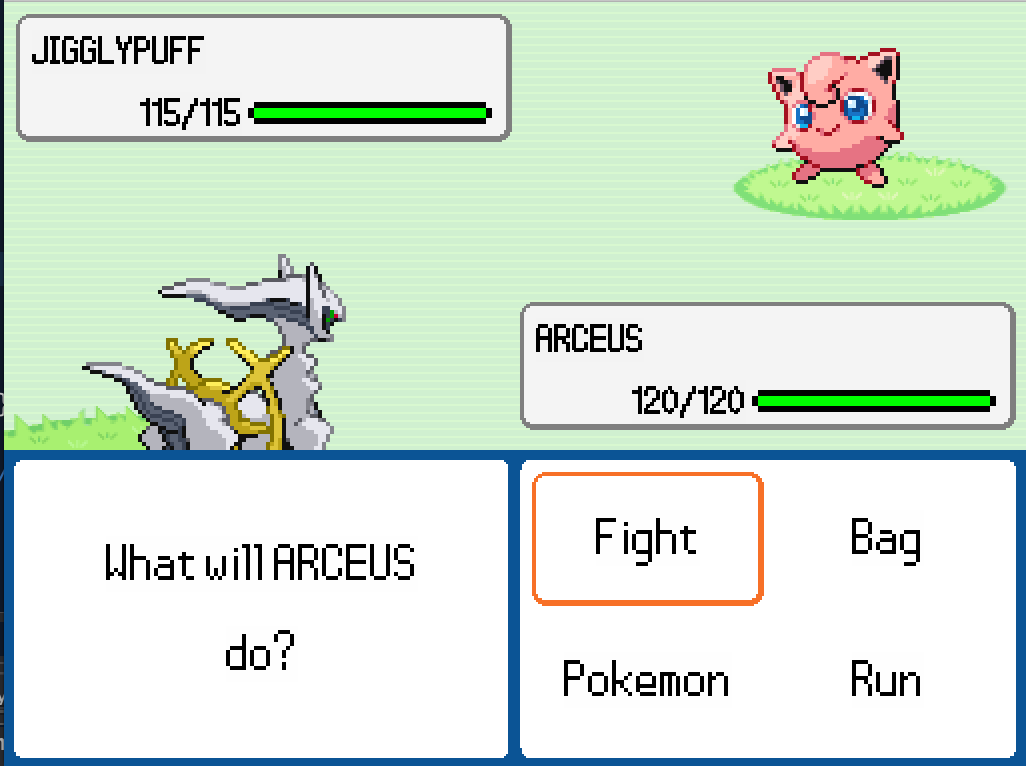 JIGGLYPUFF
115/115
ARCEUS
120/120
What will ARCEUS
do?
Fight
Bag
Pokemon
Run